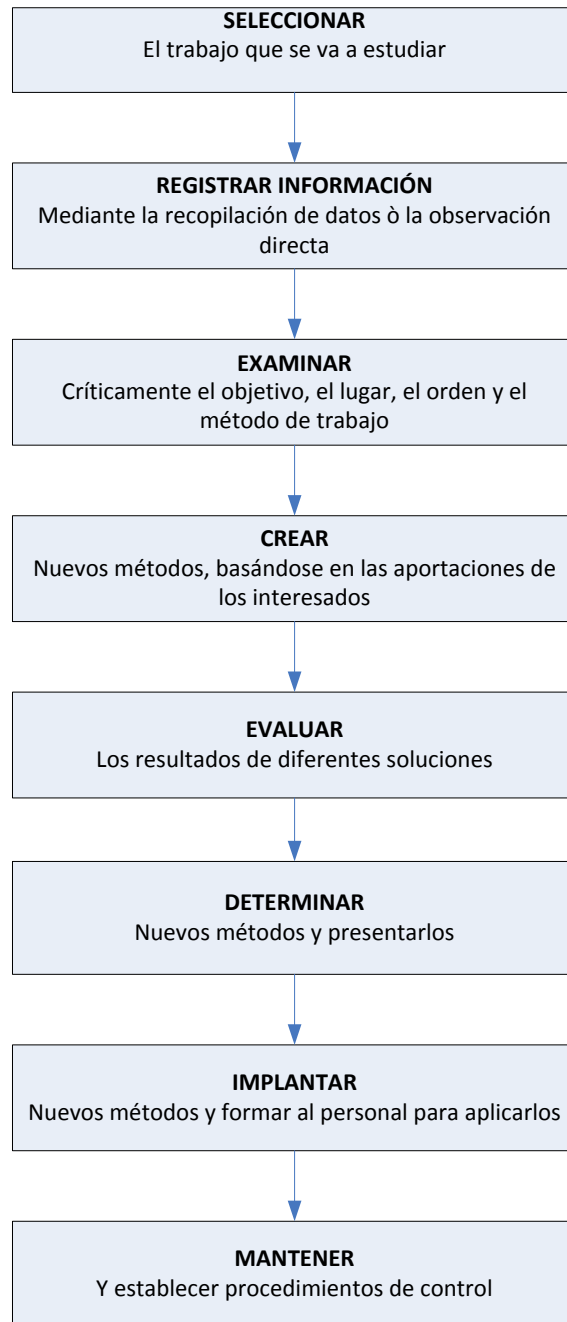 SELECCIONAR
El trabajo que se va a estudiar
REGISTRAR INFORMACIÓN
Mediante la recopilación de datos ò la observación
directa
EXAMINAR
Críticamente el objetivo, el lugar, el orden y el
método de trabajo
CREAR
Nuevos métodos, basándose en las aportaciones de
los interesados
EVALUAR
Los resultados de diferentes soluciones
DETERMINAR
Nuevos métodos y presentarlos
IMPLANTAR
Nuevos métodos y formar al personal para aplicarlos
MANTENER
Y establecer procedimientos de control